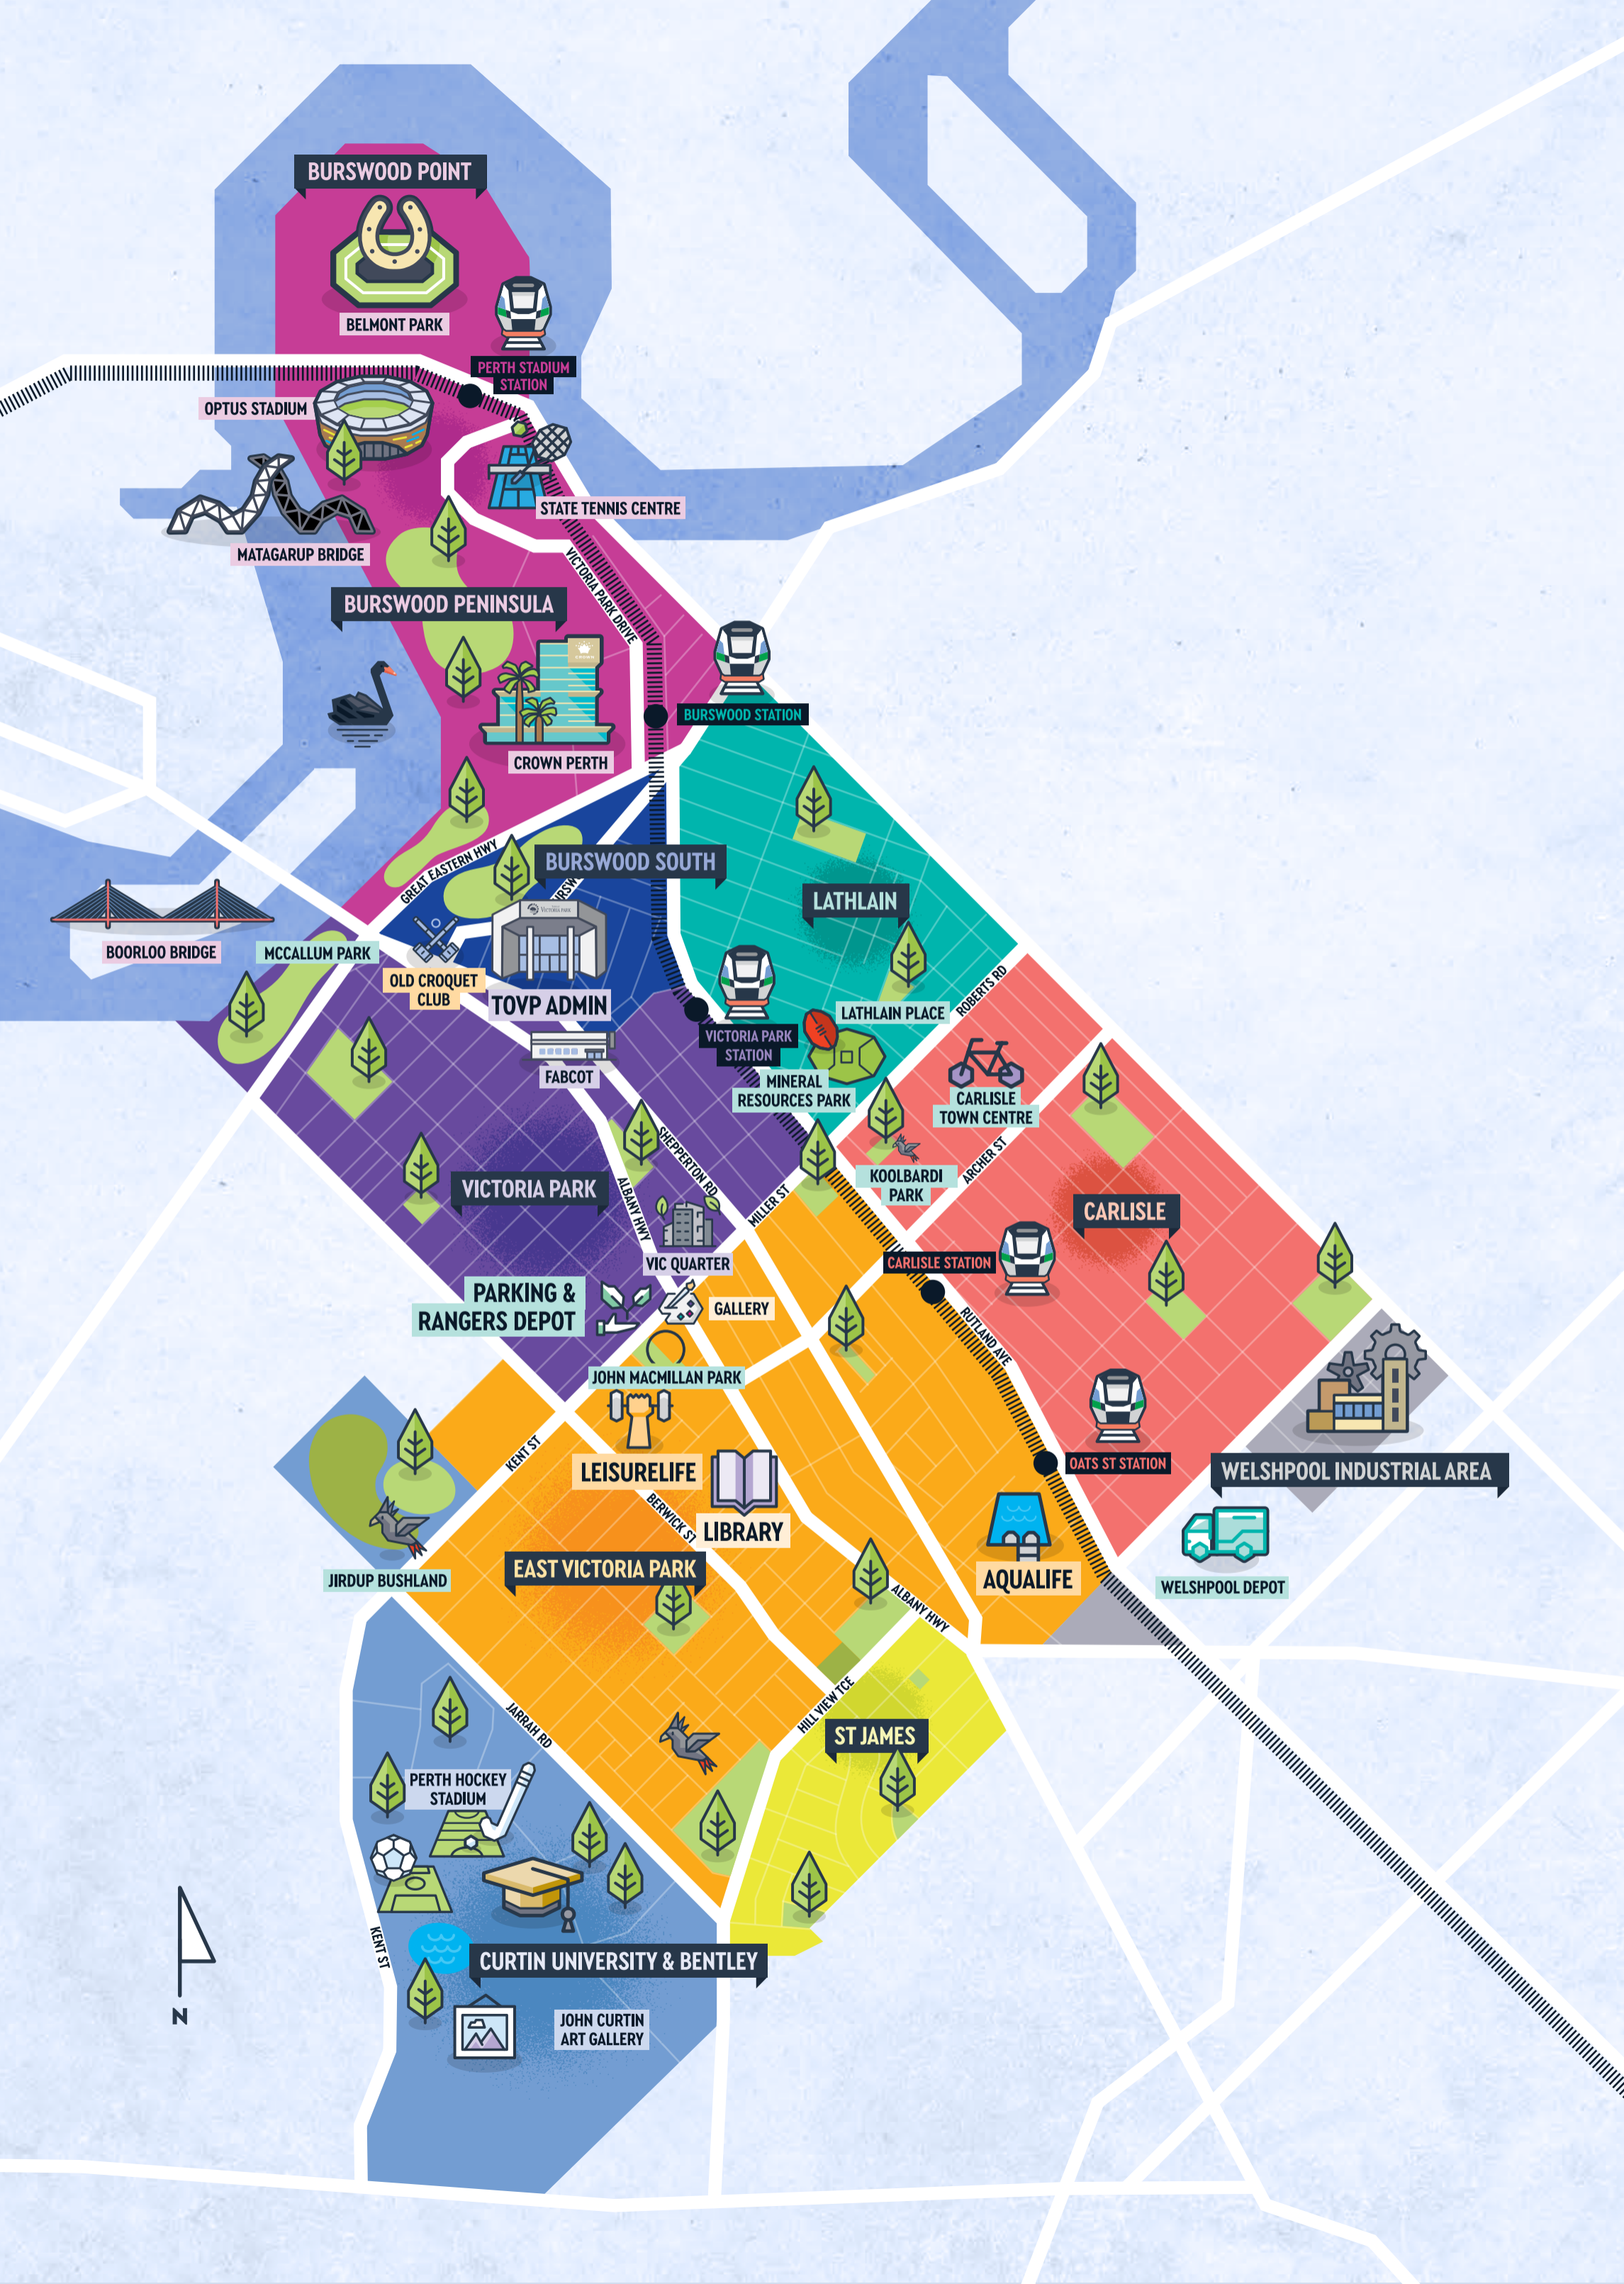 BURSWOOD POINT
BELMONT PARK
PERTH STADIUM
STATION
OPTUS STADIUM
STATE TENNIS CENTRE
MATAGARUP BRIDGE
VICTORIA PARK DRIVE
BURSWOOD PENINSULA
BURSWOOD STATION
CROWN PERTH
GREAT EASTERN HWY
BURSWOOD SOUTH
LATHLAIN
VICTORIA PARK
BOORLOO BRIDGE
MCCALLUM PARK
OLD CROQUET
CLUB
TOVP ADMIN
ROBERTS RD
LATHLAIN PLACE
VICTORIA PARK
STATION
FABCOT
MINERAL
RESOURCES PARK
CARLISLE
TOWN CENTRE
SHEPPERTON RD
ARCHER ST
KOOLBARDI
PARK
VICTORIA PARK
ALBANY HWY
MILLER ST
CARLISLE
VIC QUARTER
CARLISLE STATION
PARKING &
RANGERS DEPOT
GALLERY
RUTLAND AVE
JOHN MACMILLAN PARK
KENT ST
LEISURELIFE
OATS ST STATION
WELSHPOOL INDUSTRIAL AREA
BERWICK ST
LIBRARY
EAST VICTORIA PARK
JIRDUP BUSHLAND
AQUALIFE
WELSHPOOL DEPOT
ALBANY HWY
HILL VIEW TCE
JARRAH RD
ST JAMES
PERTH HOCKEY
STADIUM
KENT ST
CURTIN UNIVERSITY & BENTLEY
JOHN CURTIN
ART GALLERY
N